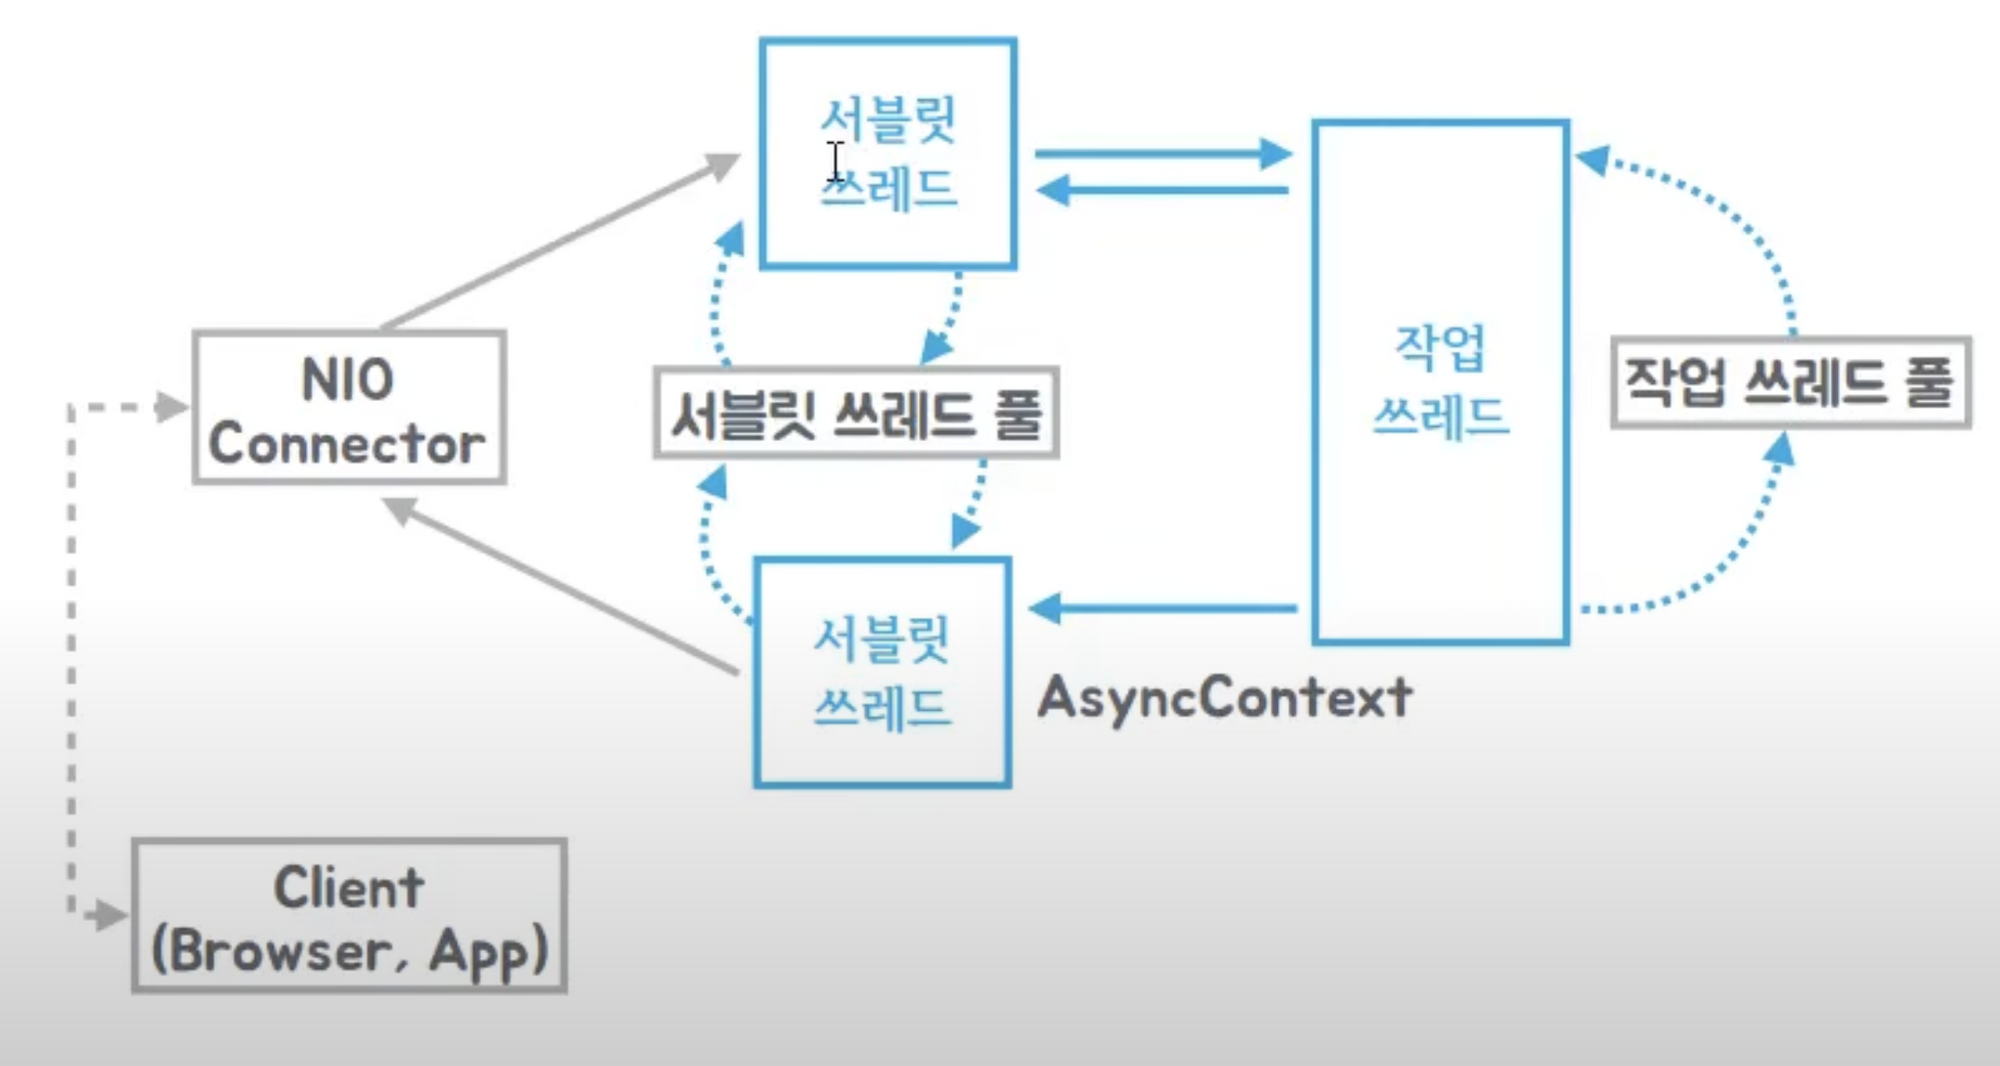 서블릿
쓰레드
NIO
Connector
서블릿 쓰레드 풀
작업
쓰레드
작업 쓰레드 풀
서블릿
쓰레드
AsyncContext
Client
(Browser, App)